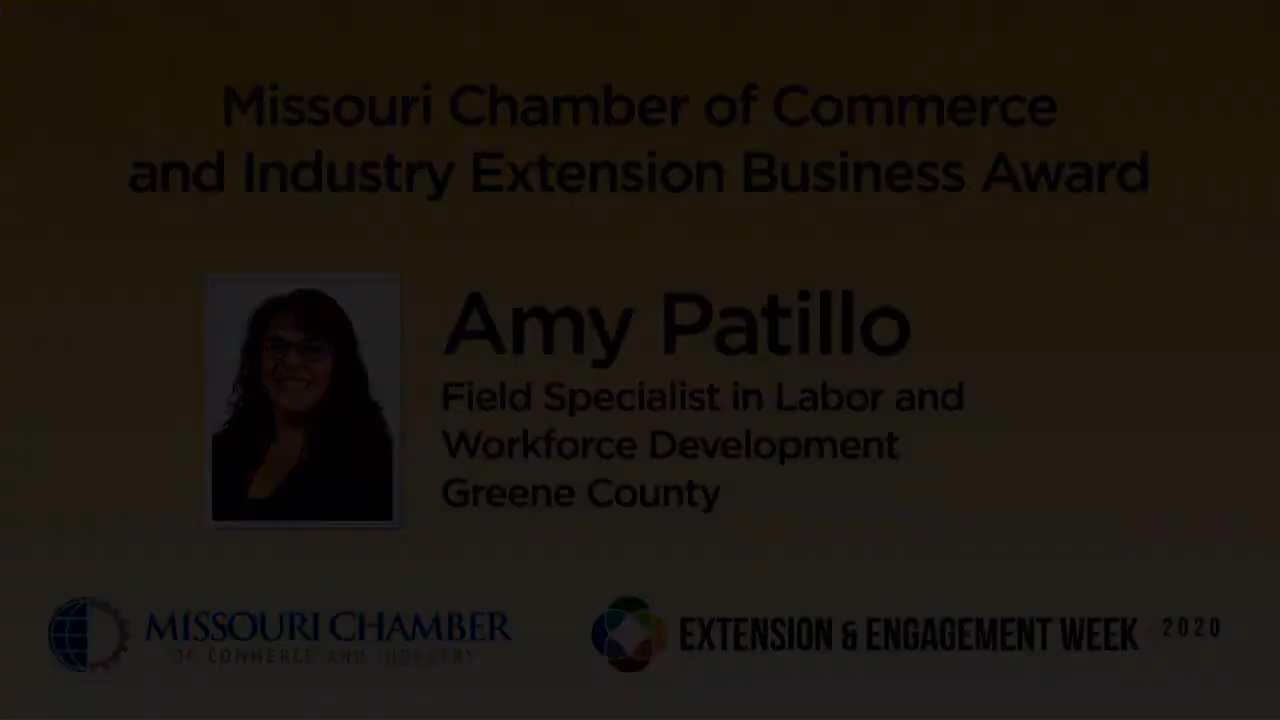 Missouri Chamber of Commerce
and Industry Extension Business Award
Amy Patillo
Field Specialist in Labor and
Workforce Development
Greene County
MISSOURI CHAMBER
OF COMMERCE AND INDUSTRY
EXTENSION & ENGAGEMENT WEEK 2020